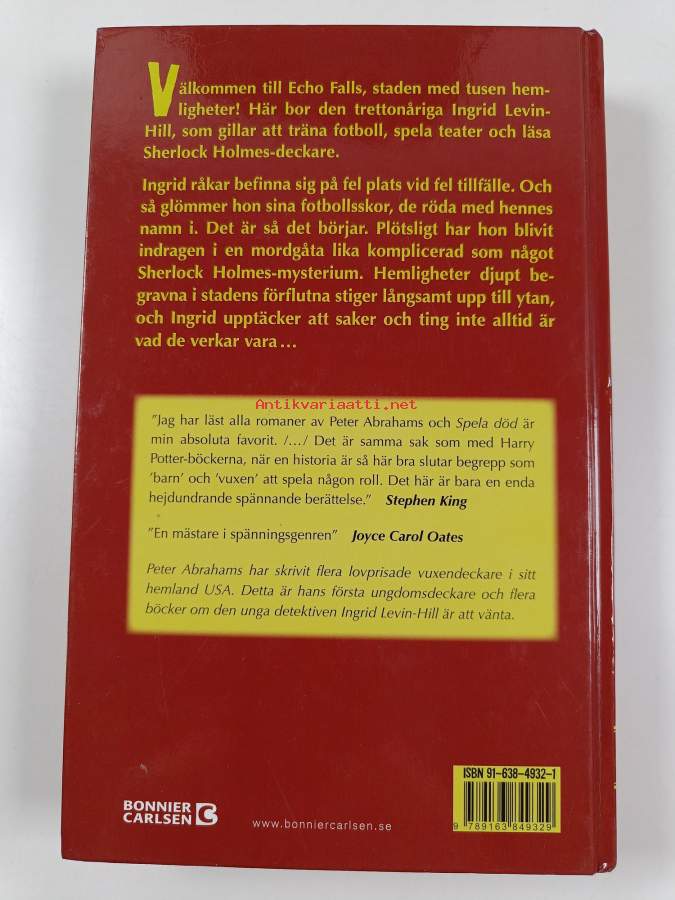 Välkommen till Echo Falls, staden med tusen hem-
ligheter! Här bor den trettonåriga Ingrid Levin-
Hill, som gillar att träna fotboll, spela teater och läsa
Sherlock Holmes-deckare.
Ingrid råkar befinna sig på fel plats vid fel tillfälle. Och
så glömmer hon sina fotbollsskor, de röda med hennes
namn i. Det är så det börjar. Plötsligt har hon blivit
indragen i en mordgåta lika komplicerad som något
Sherlock Holmes-mysterium. Hemligheter djupt be-
gravna i stadens förflutna stiger långsamt upp till ytan,
och Ingrid upptäcker att saker och ting inte alltid är
vad de verkar vara…
Antikvariaatti.net
"Jag har läst alla romaner av Peter Abrahams och Spela död är
min absoluta favorit. /…/ Det är samma sak som med Harry
Potter-böckerna, när en historia är så här bra slutar begrepp som
'barn' och 'vuxen' att spela någon roll. Det här är bara en enda
hejdundrande spännande berättelse." Stephen King
"En mästare i spänningsgenren" Joyce Carol Oates
Peter Abrahams har skrivit flera lovprisade vuxendeckare i sitt
hemland USA. Detta är hans första ungdomsdeckare och flera
böcker om den unga detektiven Ingrid Levin-Hill är att vänta.
ISBN 91-638-4932-1
9 789163 849329
BONNIER
CARLSEN
www.bonniercarlsen.se